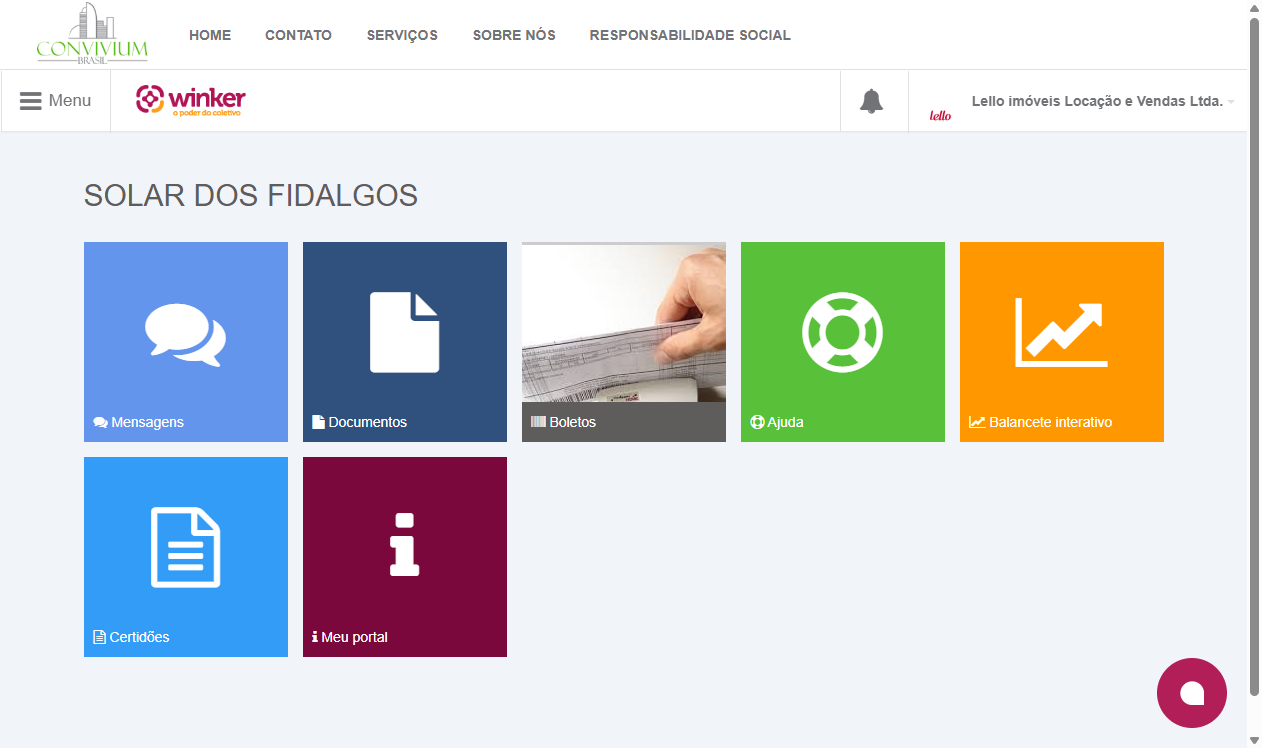 CONVIVIUM
BRASIL
HOME CONTATO SERVIÇOS SOBRE NÓS RESPONSABILIDADE SOCIAL
Menu
winker
o poder do coletivo
lello
Lello imóveis Locação e Vendas Ltda.
SOLAR DOS FIDALGOS
Mensagens
Documentos
Boletos
Ajuda
Balancete interativo
Certidões
Meu portal